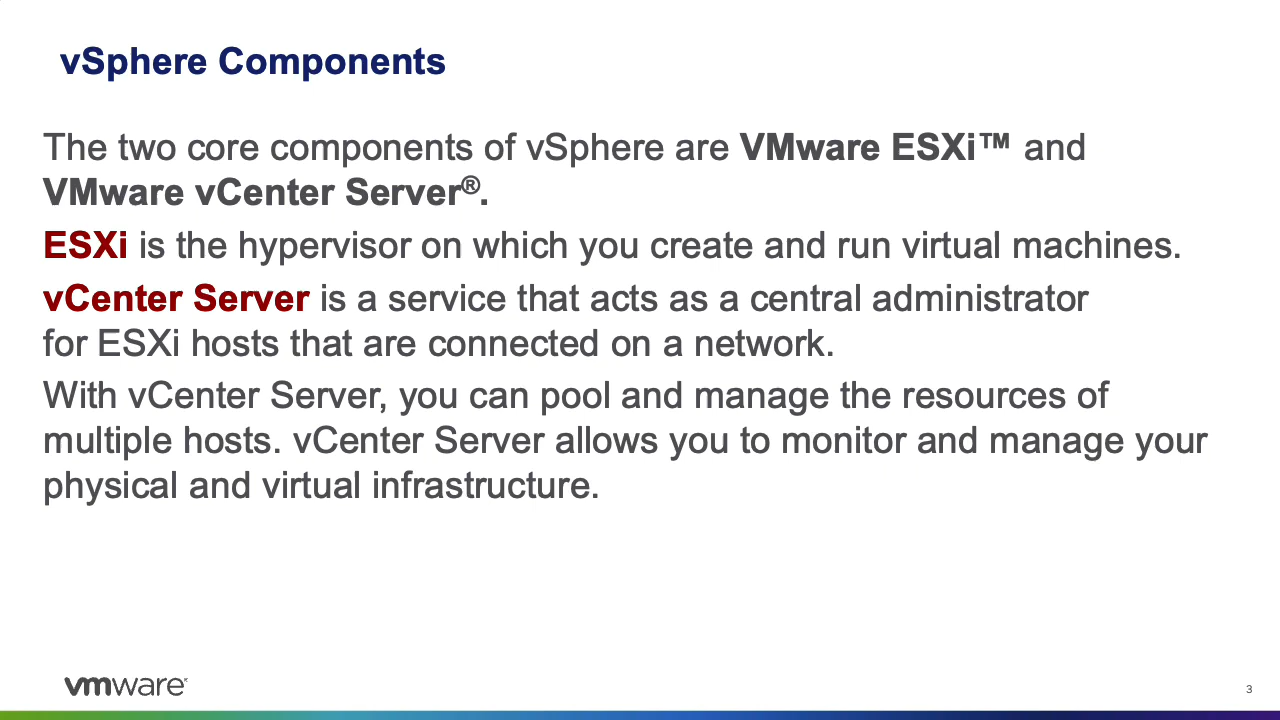 vSphere Components
The two core components of vSphere are VMware ESXi™ and
VMware vCenter Server®.
ESXi is the hypervisor on which you create and run virtual machines.
vCenter Server is a service that acts as a central administrator
for ESXi hosts that are connected on a network.
With vCenter Server, you can pool and manage the resources of
multiple hosts. vCenter Server allows you to monitor and manage your
physical and virtual infrastructure.
vmware®
3